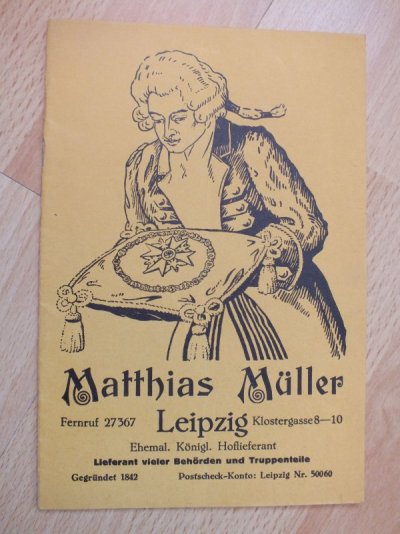 Matthias Müller
Fernruf 27367 Leipzig Klostergasse 8—10
Ehemal. Königl. Hoflieferant
Lieferant vieler Behörden und Truppenteile
Gegründet 1842 Postscheck-Konto: Leipzig Nr. 50060